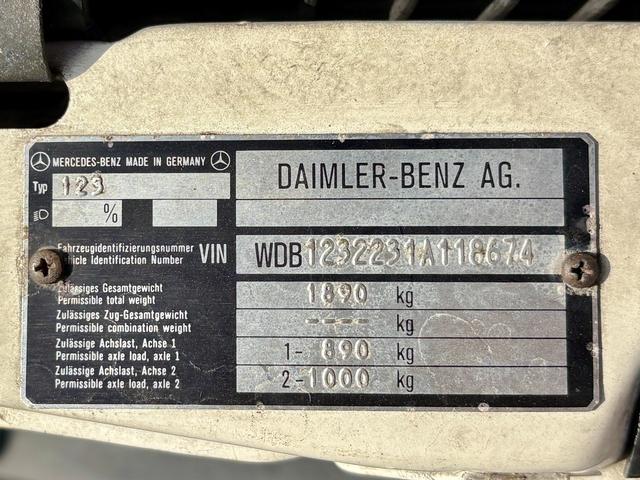 MERCEDES-BENZ MADE IN GERMANY
DAIMLER-BENZ AG.
Typ 123
%
Fahrzeugidentifizierungsnummer
Vehicle Identification Number
VIN WDB1232231A118674
Zulässiges Gesamtgewicht
Permissible total weight
1890 kg
Zulässiges Zug-Gesamtgewicht
Permissible combination weight
---- kg
Zulässige Achslast, Achse 1
Permissible axle load, axle 1
1- 890 kg
Zulässige Achslast, Achse 2
Permissible axle load, axle 2
2-1000 kg